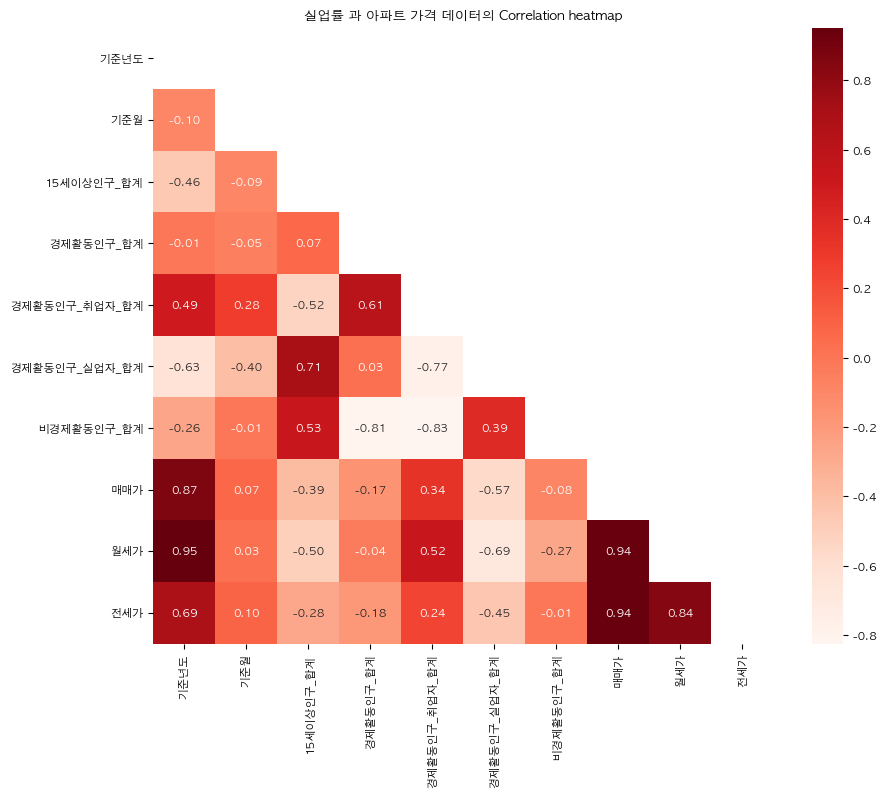 실업률 과 아파트 가격 데이터의 Correlation heatmap
기준년도
기준월 -0.10
15세이상인구_합계 -0.46 -0.09
경제활동인구_합계 -0.01 -0.05 0.07
경제활동인구_취업자_합계 0.49 0.28 -0.52 0.61
경제활동인구_실업자_합계 -0.63 -0.40 0.71 0.03 -0.77
비경제활동인구_합계 -0.26 -0.01 0.53 -0.81 -0.83 0.39
매매가 0.87 0.07 -0.39 -0.17 0.34 -0.57 -0.08
월세가 0.95 0.03 -0.50 -0.04 0.52 -0.69 -0.27 0.94
전세가 0.69 0.10 -0.28 -0.18 0.24 -0.45 -0.01 0.94 0.84
기준년도
기준월
15세이상인구_합계
경제활동인구_합계
경제활동인구_취업자_합계
경제활동인구_실업자_합계
비경제활동인구_합계
매매가
월세가
전세가
0.8
0.6
0.4
0.2
0.0
-0.2
-0.4
-0.6
-0.8